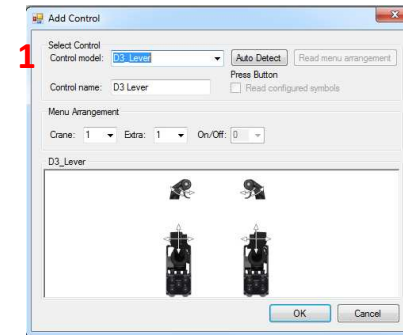 Add Control
Select Control
1
Control model: D3_Lever Auto Detect Read menu arrangement
Press Button
Control name: D3 Lever Read configured symbols
Menu Arrangement
Crane: 1 Extra: 1 On/Off: 0
D3_Lever
OK Cancel